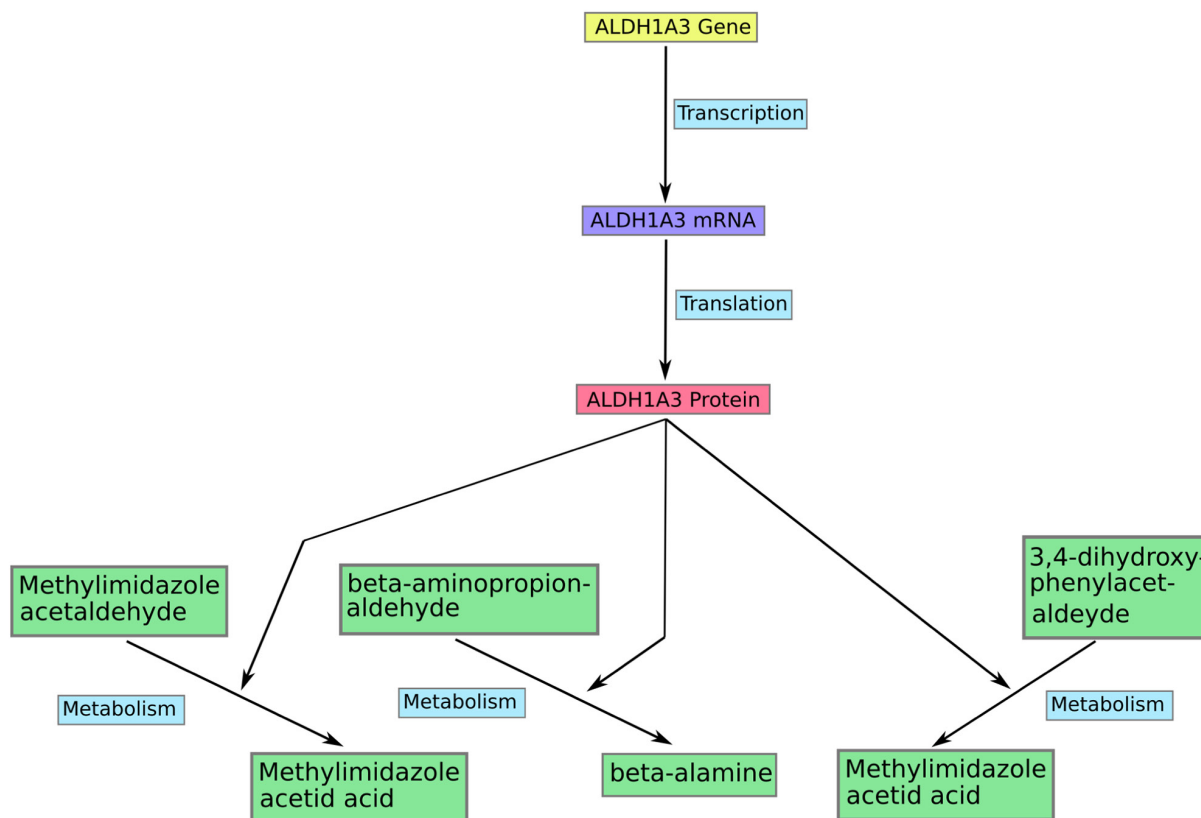 ALDH1A3 Gene
Transcription
ALDH1A3 mRNA
Translation
ALDH1A3 Protein
Methylimidazole
acetaldehyde
beta-aminopropion-
aldehyde
3,4-dihydroxy-
phenylacet-
aldeyde
Metabolism
Metabolism
Metabolism
Methylimidazole
acetid acid
beta-alamine
Methylimidazole
acetid acid